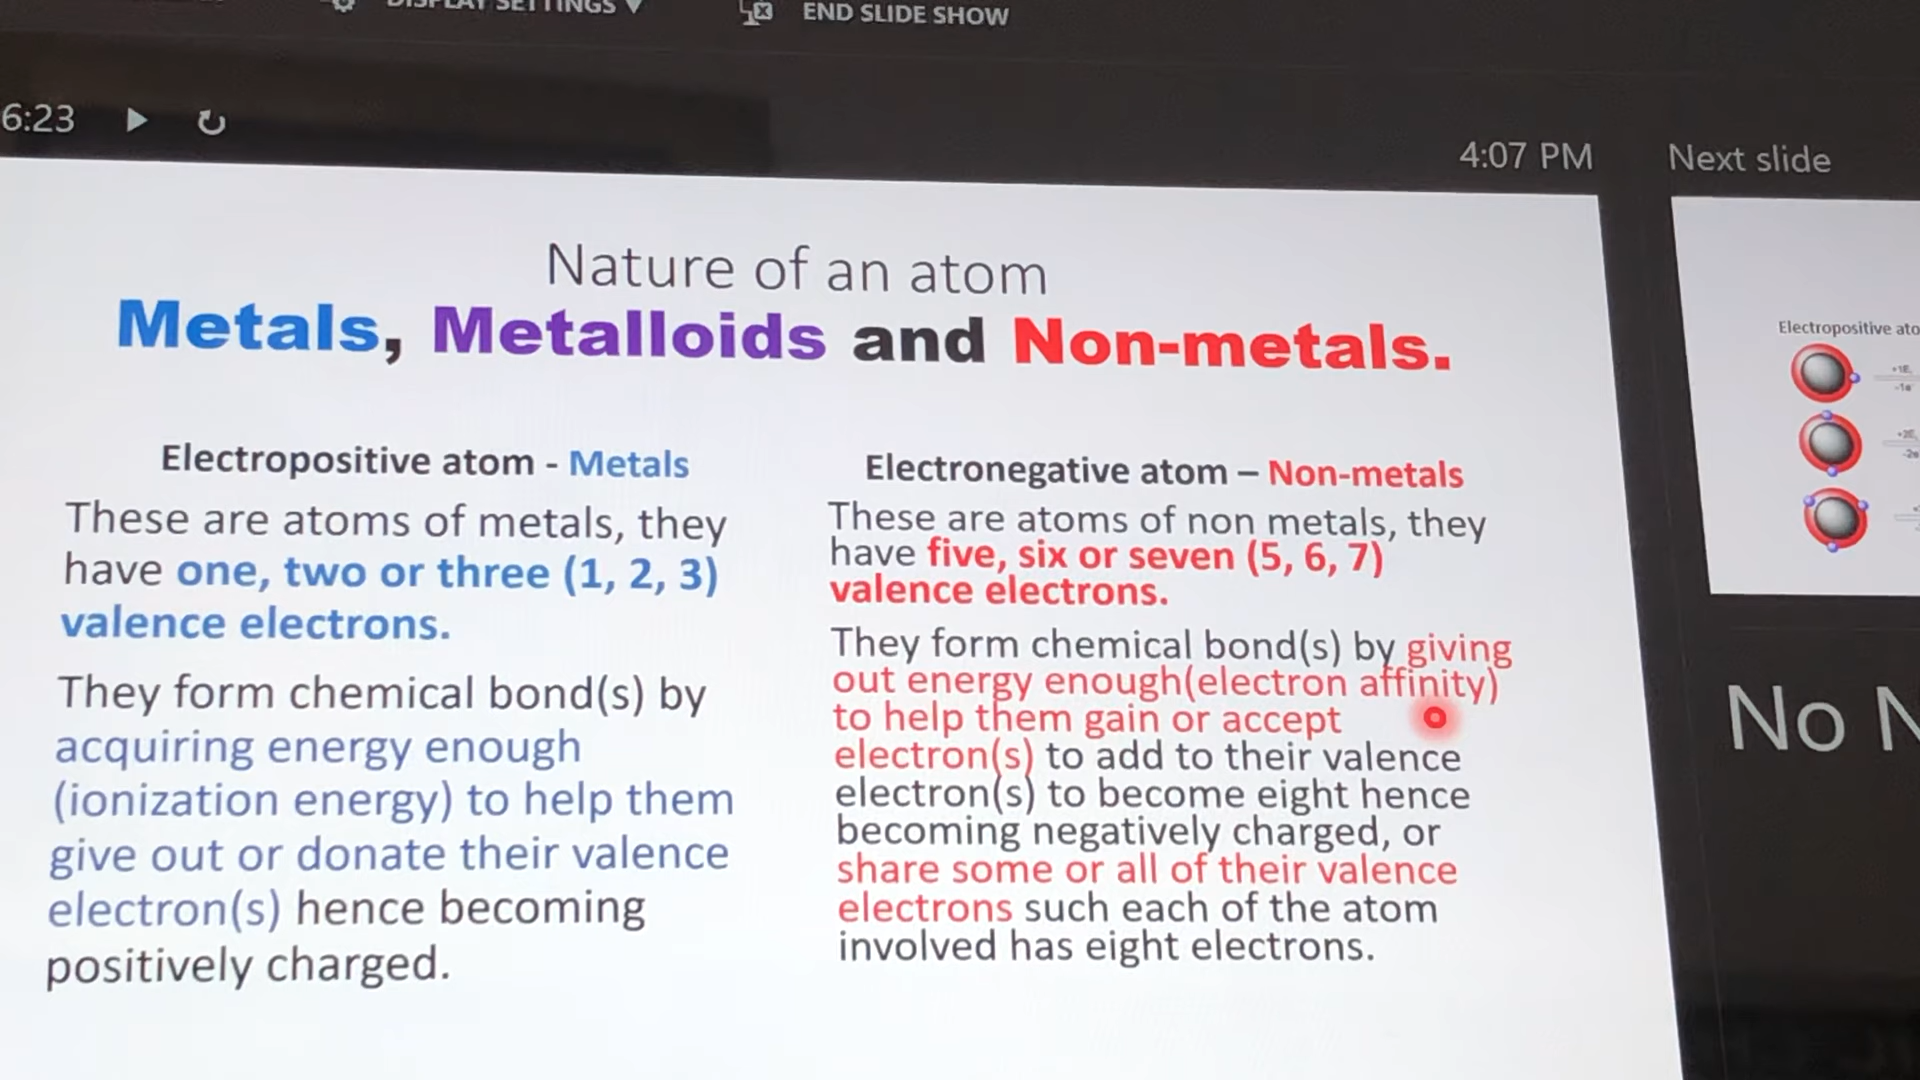 DISPLAY SETTINGS
END SLIDE SHOW
6:23
4:07 PM
Next slide
Nature of an atom
Metals, Metalloids and Non-metals.
Electropositive atom - Metals
These are atoms of metals, they
have one, two or three (1, 2, 3)
valence electrons.
They form chemical bond(s) by
acquiring energy enough
(ionization energy) to help them
give out or donate their valence
electron(s) hence becoming
positively charged.
Electronegative atom – Non-metals
These are atoms of non metals, they
have five, six or seven (5, 6, 7)
valence electrons.
They form chemical bond(s) by giving
out energy enough(electron affinity)
to help them gain or accept
electron(s) to add to their valence
electron(s) to become eight hence
becoming negatively charged, or
share some or all of their valence
electrons such each of the atom
involved has eight electrons.
Electropositive ato
No N